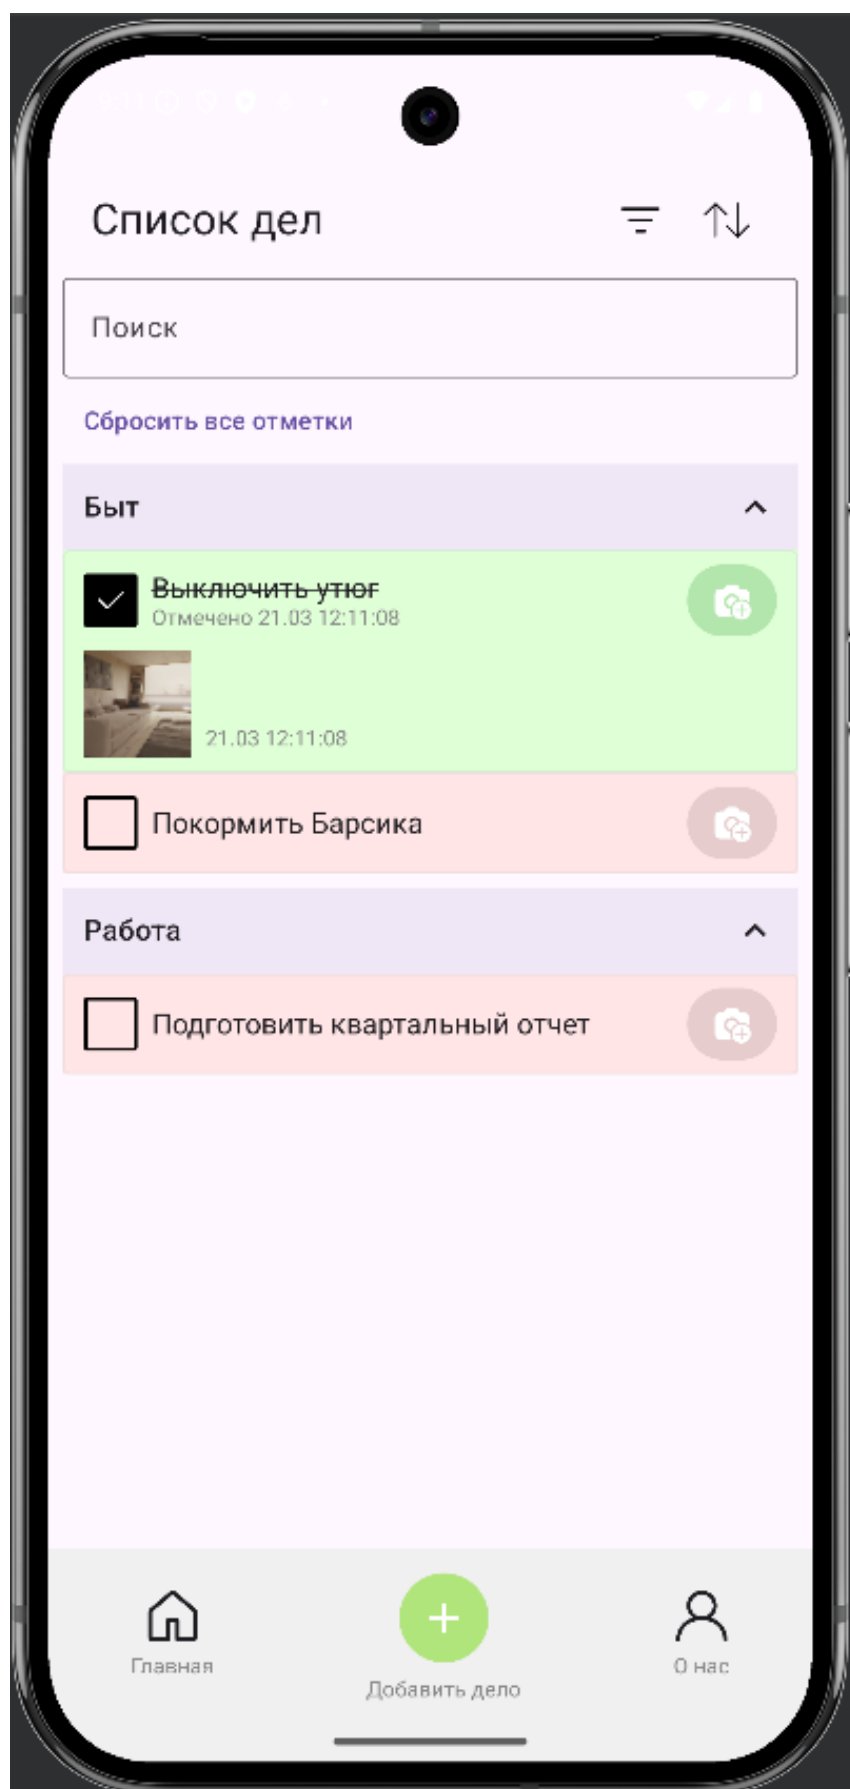 Список дел
Поиск
Сбросить все отметки
Быт
Выключить утюг
Отмечено 21.03 12:11:08
21.03 12:11:08
Покормить Барсика
Работа
Подготовить квартальный отчет
Главная
Добавить дело
О нас